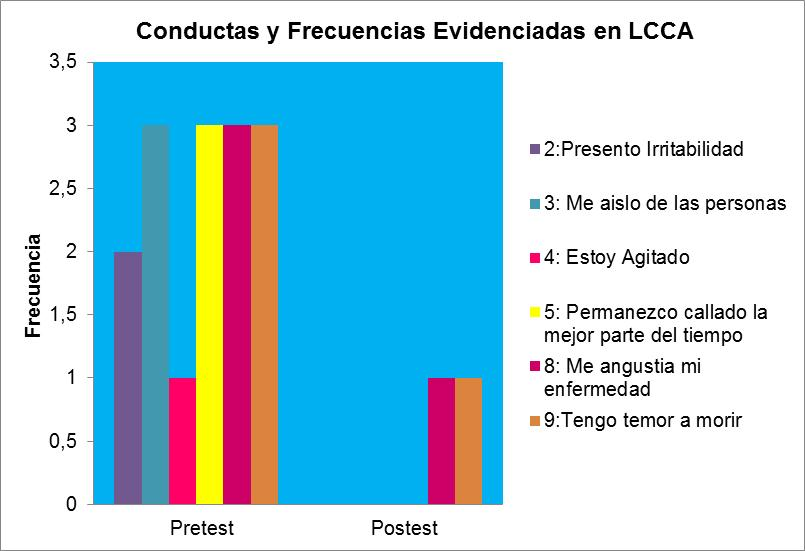 Conductas y Frecuencias Evidenciadas en LCCA
3,5
3
2,5
2
1,5
1
0,5
0
Frecuencia
Pretest
Postest
2:Presento Irritabilidad
3: Me aislo de las personas
4: Estoy Agitado
5: Permanezco callado la
mejor parte del tiempo
8: Me angustia mi
enfermedad
9:Tengo temor a morir